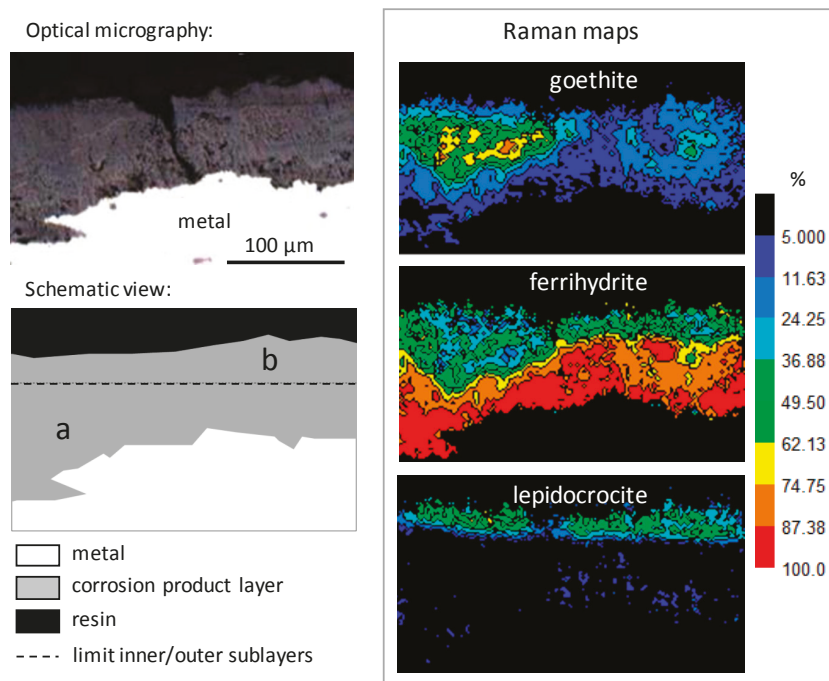 Optical micrography:
metal
100 µm
Schematic view:
b
a
metal
corrosion product layer
resin
limit inner/outer sublayers
Raman maps
goethite
ferrihydrite
lepidocrocite
%
5.000
11.63
24.25
36.88
49.50
62.13
74.75
87.38
100.0